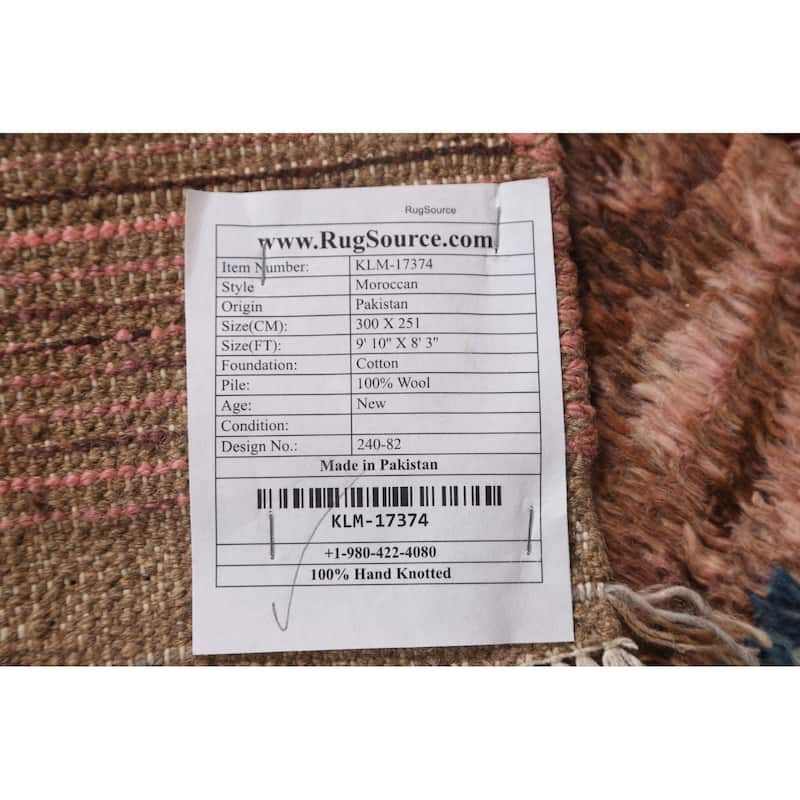 RugSource
www.RugSource.com
Item Number: KLM-17374
Style Moroccan
Origin Pakistan
Size(CM): 300 X 251
Size(FT): 9' 10" X 8' 3"
Foundation: Cotton
Pile: 100% Wool
Age: New
Condition:
Design No.: 240-82
Made in Pakistan
KLM-17374
+1-980-422-4080
100% Hand Knotted